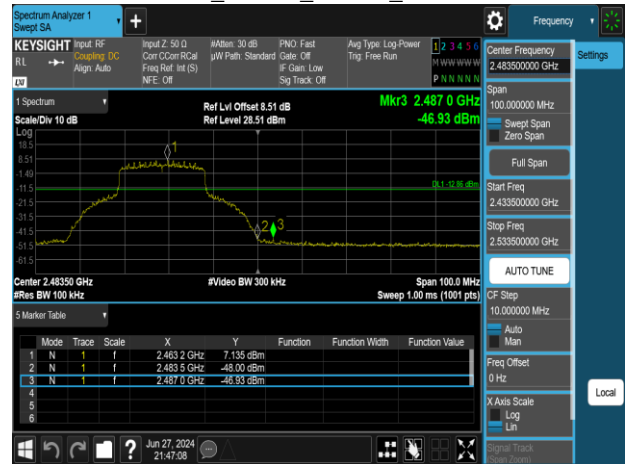 Spectrum Analyzer 1
Swept SA
Frequency
KEYSIGHT
RL
Input: RF
Coupling: DC
Align: Auto
Input Z: 50 Ω
Corr CCorr RCal
Freq Ref: Int (S)
NFE: Off
#Atten: 30 dB
µW Path: Standard
PNO: Fast
Gate: Off
IF Gain: Low
Sig Track: Off
Avg Type: Log-Power
Trig: Free Run
1 2 3 4 5 6
M W W W W W
P N N N N N
1 Spectrum
Scale/Div 10 dB
Ref Lvl Offset 8.51 dB
Ref Level 28.51 dBm
Mkr3 2.487 0 GHz
-46.93 dBm
Log
18.5
8.51
-1.49
-11.5
-21.5
-31.5
-41.5
-51.5
-61.5
1
2
3
DL1 -12.86 dBm
Center 2.48350 GHz
#Res BW 100 kHz
#Video BW 300 kHz
Span 100.0 MHz
Sweep 1.00 ms (1001 pts)
5 Marker Table
Mode Trace Scale X Y Function Function Width Function Value
1 N 1 f 2.463 2 GHz 7.135 dBm
2 N 1 f 2.483 5 GHz -48.00 dBm
3 N 1 f 2.487 0 GHz -46.93 dBm
4
5
6
Jun 27, 2024
21:47:08
Center Frequency
2.483500000 GHz
Settings
Span
100.000000 MHz
Swept Span
Zero Span
Full Span
Start Freq
2.433500000 GHz
Stop Freq
2.533500000 GHz
AUTO TUNE
CF Step
10.000000 MHz
Auto
Man
Freq Offset
0 Hz
X Axis Scale
Log
Lin
Local
Signal Track
(Span Zoom)